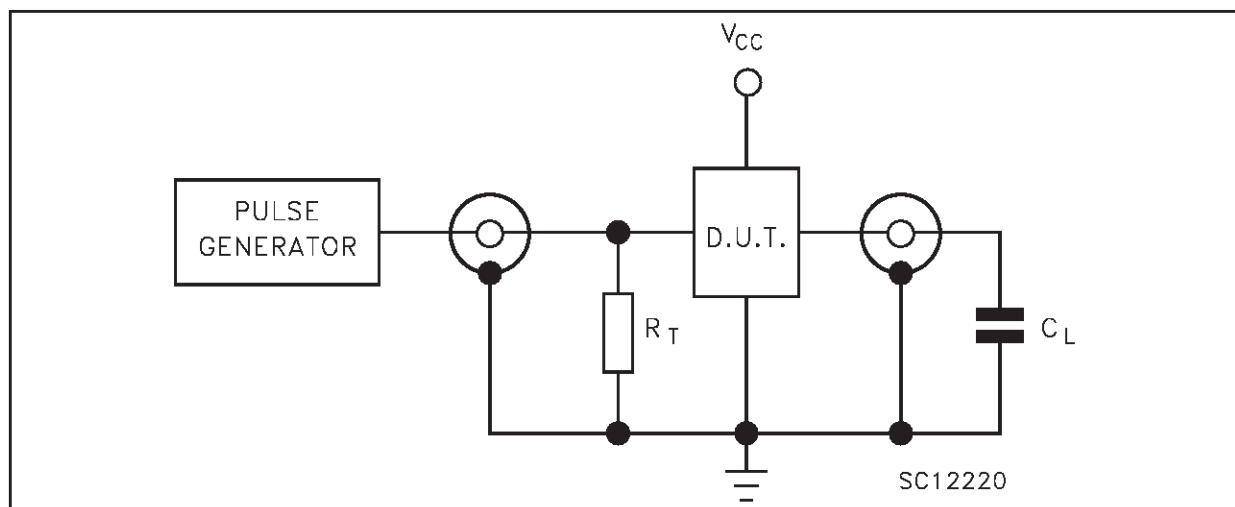 VCC
PULSE
GENERATOR
D.U.T.
RT
CL
SC12220